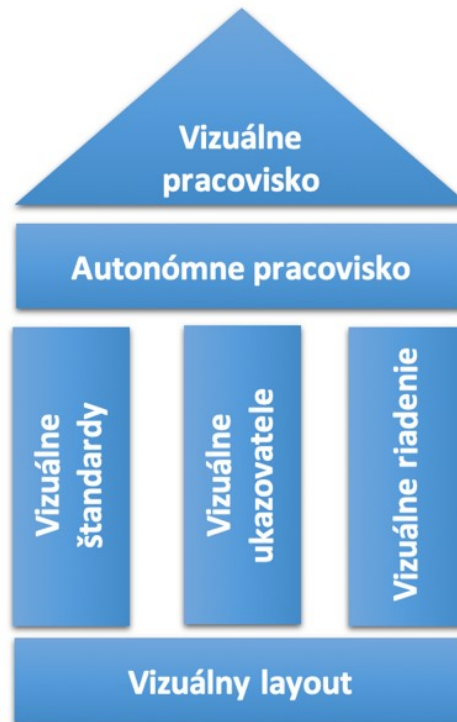 Vizuálne
pracovisko
Autonómne pracovisko
Vizuálne
štandardy
Vizuálne
ukazovatele
Vizuálne riadenie
Vizuálny layout